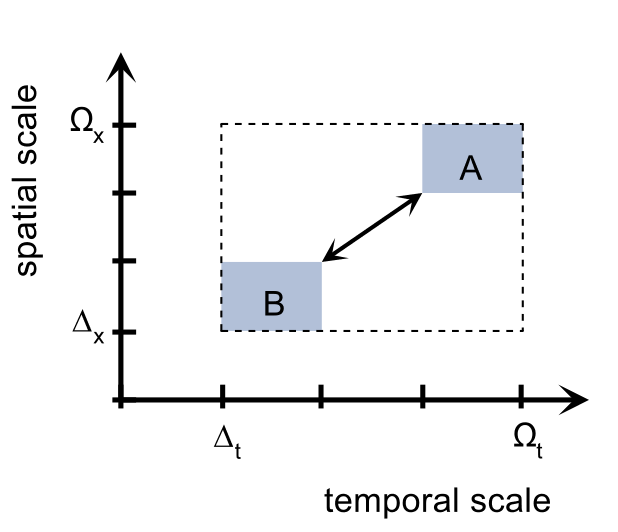 spatial scale
Ωx
A
B
Δx
Δt
Ωt
temporal scale